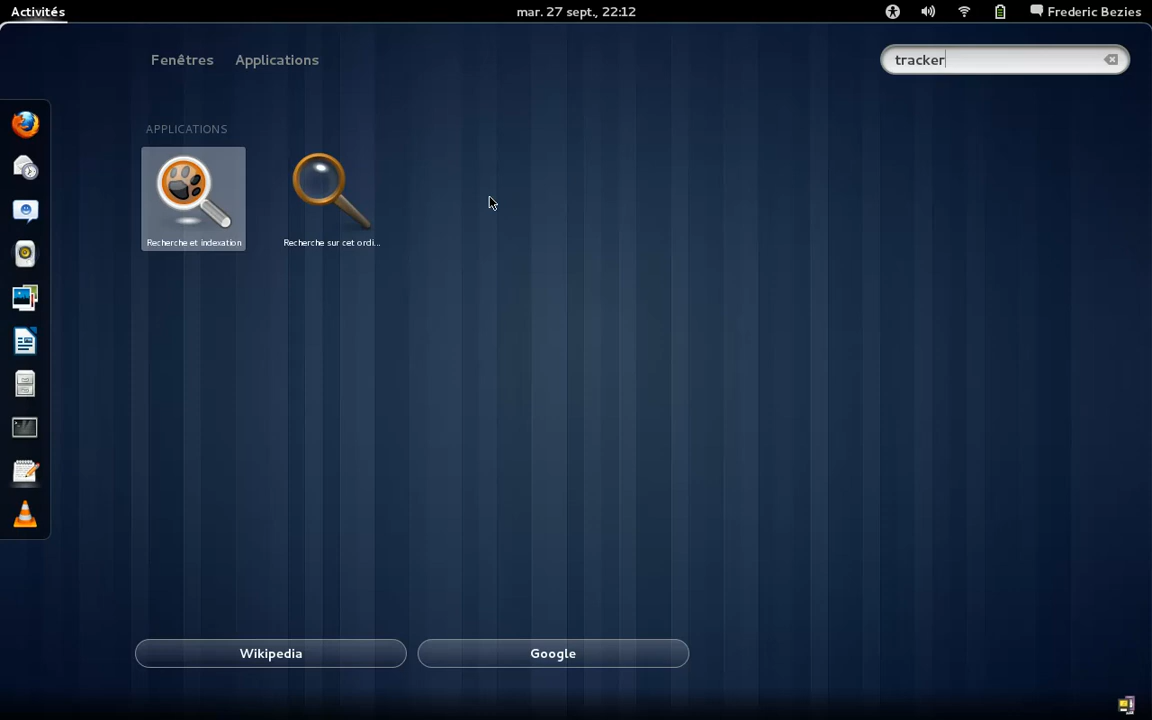 Activités
mar. 27 sept., 22:12
Frederic Bezies
Fenêtres Applications
tracker
APPLICATIONS
Recherche et indexation
Recherche sur cet ordi...
Wikipedia
Google